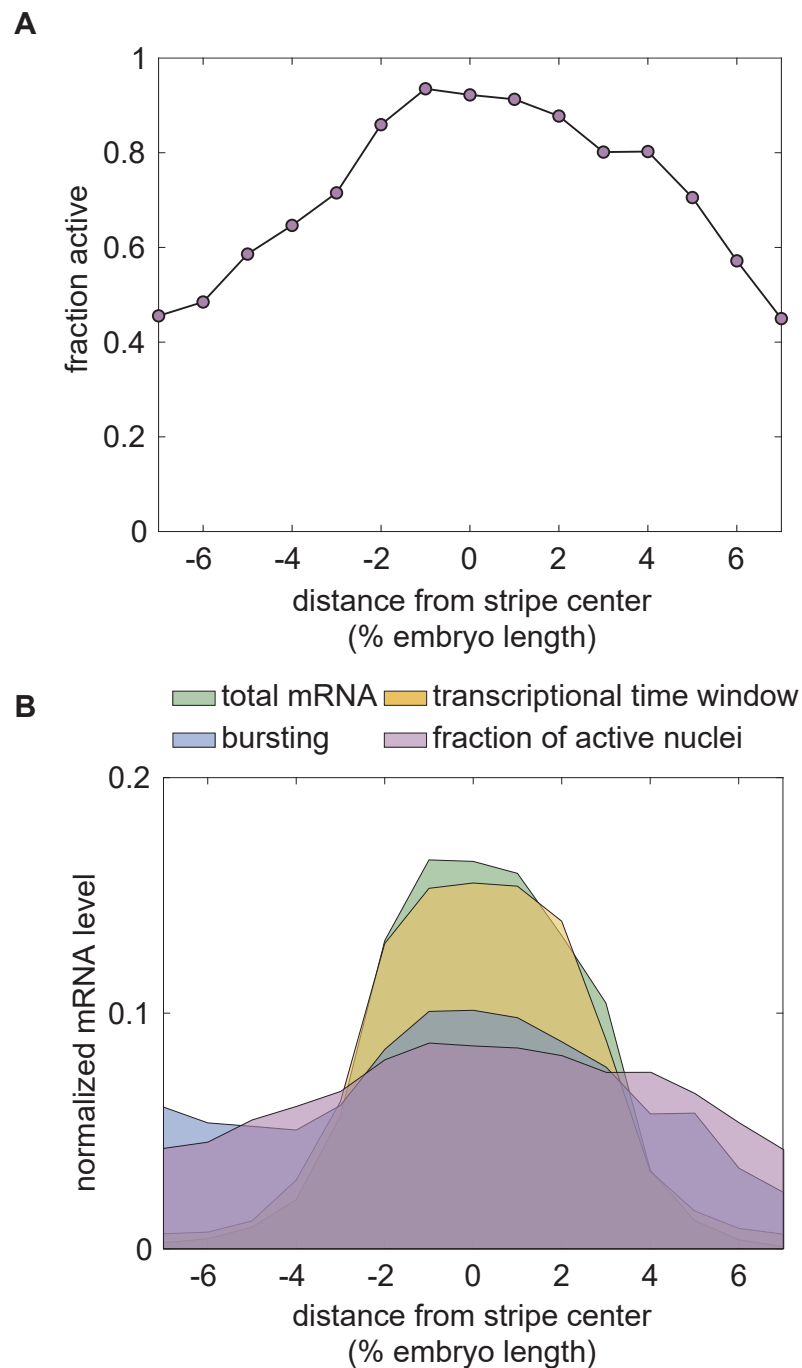 A
1
0.8
0.6
0.4
0.2
0
fraction active
-6 -4 -2 0 2 4 6
distance from stripe center
(% embryo length)
B
total mRNA transcriptional time window
bursting fraction of active nuclei
0.2
0.1
0
normalized mRNA level
-6 -4 -2 0 2 4 6
distance from stripe center
(% embryo length)